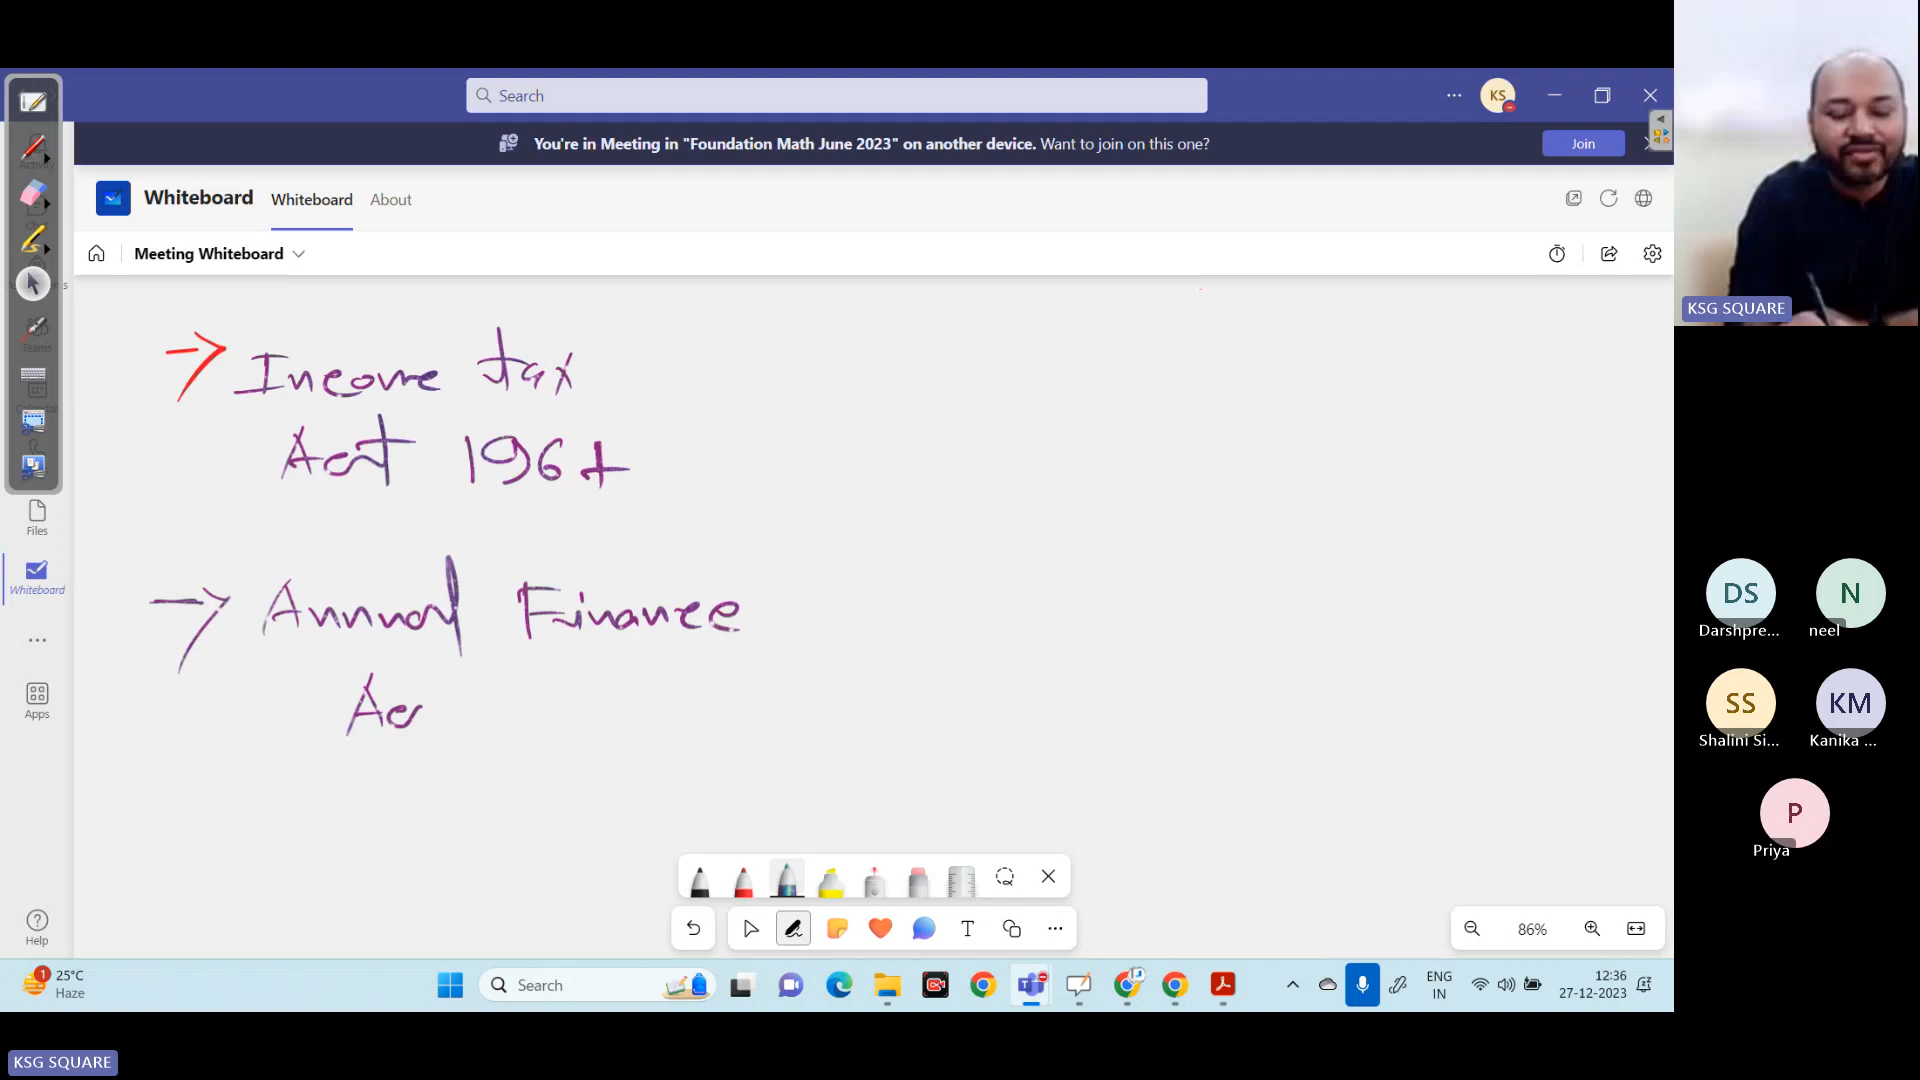 Search
KS
You're in Meeting in "Foundation Math June 2023" on another device. Want to join on this one?
Join
Whiteboard Whiteboard About
Meeting Whiteboard
KSG SQUARE
Teams
Income tax
Act 1961
Files
Whiteboard
Annual Finance
Ac
Apps
DS N
Darshpre... neel
SS KM
Shalini Si... Kanika ...
P
Priya
Help
T
86%
1
25°C
Haze
Search
ENG
IN
12:36
27-12-2023
KSG SQUARE